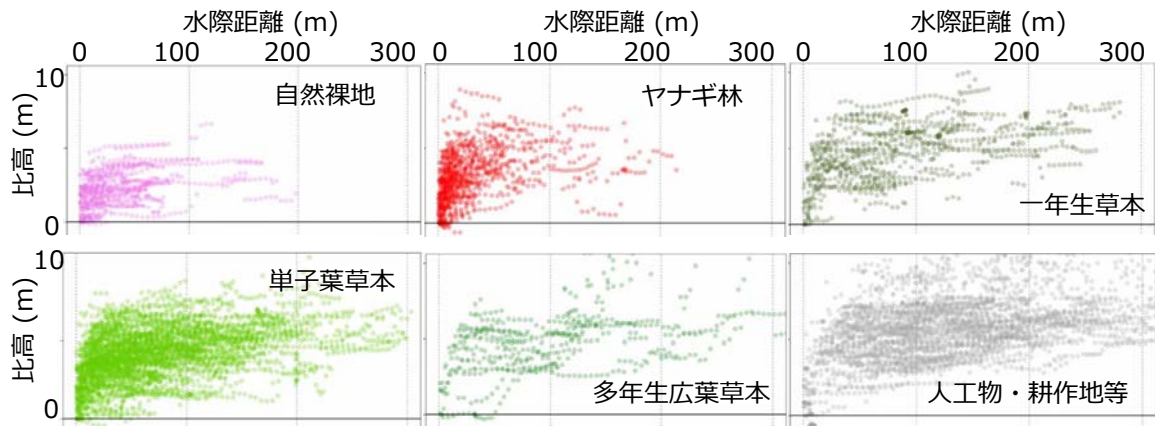 水際距離 (m) 水際距離 (m) 水際距離 (m)
0 100 200 300 0 100 200 300 0 100 200 300
10
自然裸地 ヤナギ林
比高 (m)
一年生草本
0
10
単子葉草本
比高 (m)
多年生広葉草本 人工物・耕作地等
0